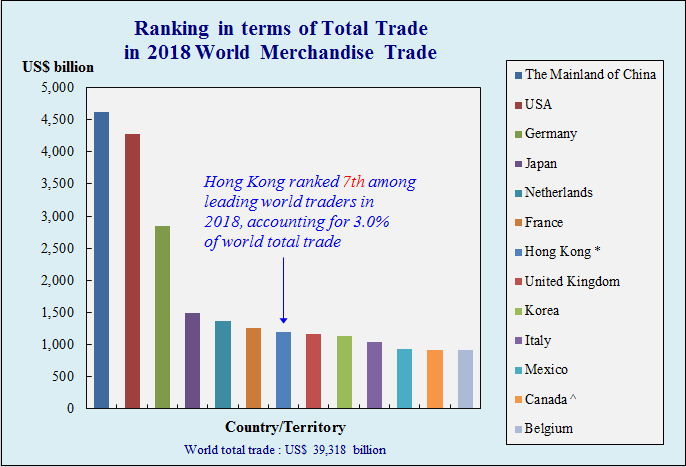 Ranking in terms of Total Trade
in 2018 World Merchandise Trade
US$ billion
5,000
4,500
4,000
3,500
3,000
2,500
2,000
1,500
1,000
500
0
Hong Kong ranked 7th among
leading world traders in
2018, accounting for 3.0%
of world total trade
Country/Territory
World total trade : US$ 39,318 billion
The Mainland of China
USA
Germany
Japan
Netherlands
France
Hong Kong *
United Kingdom
Korea
Italy
Mexico
Canada ^
Belgium